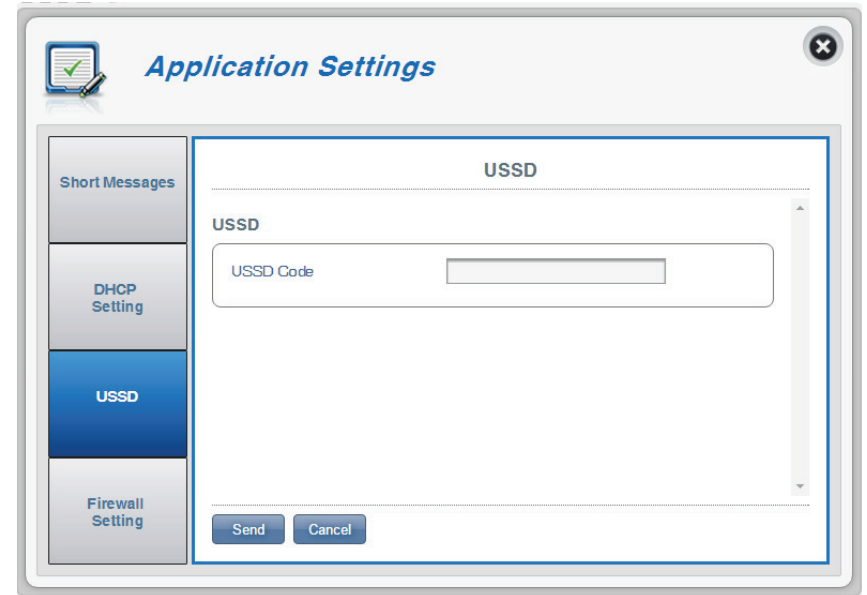 Application Settings
Short Messages
DHCP
Setting
USSD
Firewall
Setting
USSD
USSD
USSD Code
Send
Cancel